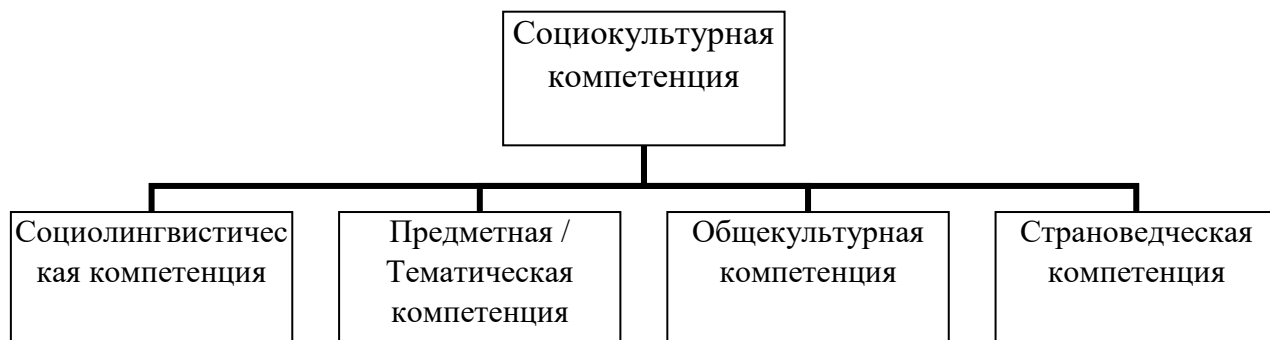 Социокультурная
компетенция
Социолингвистичес
кая компетенция
Предметная /
Тематическая
компетенция
Общекультурная
компетенция
Страноведческая
компетенция